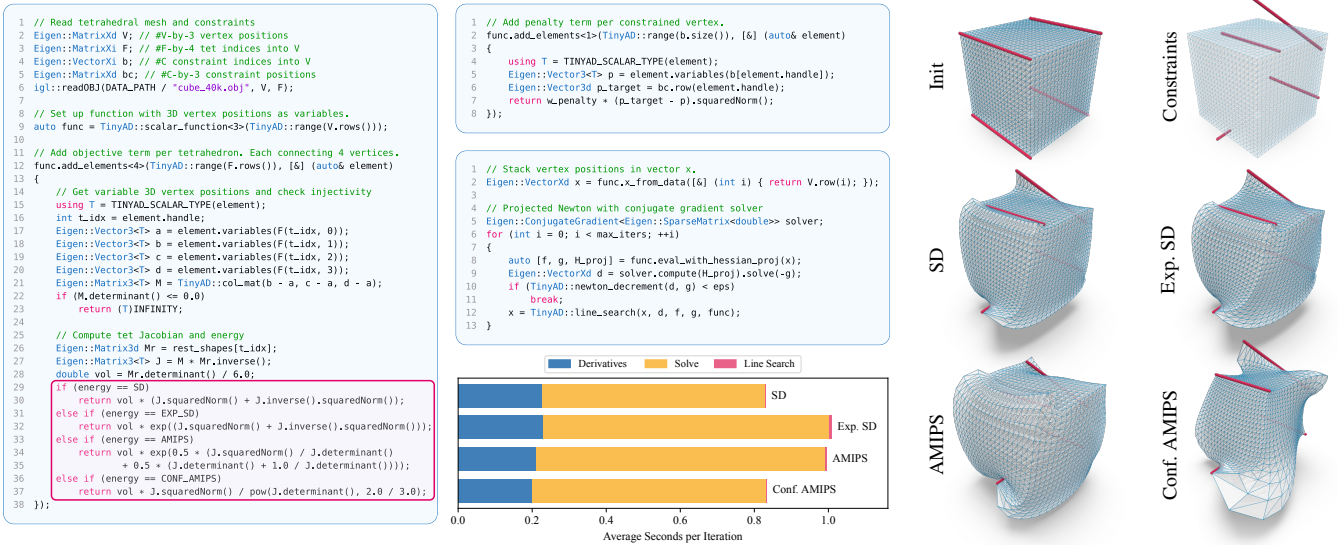 1 // Read tetrahedral mesh and constraints
2 Eigen::MatrixXd V; // #V-by-3 vertex positions
3 Eigen::MatrixXi F; // #F-by-4 tet indices into V
4 Eigen::VectorXi b; // #C constraint indices into V
5 Eigen::MatrixXd bc; // #C-by-3 constraint positions
6 igl::readOBJ(DATA_PATH / "cube_40k.obj", V, F);
7
8 // Set up function with 3D vertex positions as variables.
9 auto func = TinyAD::scalar_function<3>(TinyAD::range(V.rows()));
10
11 // Add objective term per tetrahedron. Each connecting 4 vertices.
12 func.add_elements<4>(TinyAD::range(F.rows()), [&] (auto& element)
13 {
14 // Get variable 3D vertex positions and check injectivity
15 using T = TINYAD_SCALAR_TYPE(element);
16 int t_idx = element.handle;
17 Eigen::Vector3<T> a = element.variables(F(t_idx, 0));
18 Eigen::Vector3<T> b = element.variables(F(t_idx, 1));
19 Eigen::Vector3<T> c = element.variables(F(t_idx, 2));
20 Eigen::Vector3<T> d = element.variables(F(t_idx, 3));
21 Eigen::Matrix3<T> M = TinyAD::col_mat(b - a, c - a, d - a);
22 if (M.determinant() <= 0.0)
23 return (T)INFINITY;
24
25 // Compute tet Jacobian and energy
26 Eigen::Matrix3d Mr = rest_shapes[t_idx];
27 Eigen::Matrix3<T> J = M * Mr.inverse();
28 double vol = Mr.determinant() / 6.0;
29 if (energy == SD)
30 return vol * (J.squaredNorm() + J.inverse().squaredNorm());
31 else if (energy == EXP_SD)
32 return vol * exp((J.squaredNorm() + J.inverse().squaredNorm()));
33 else if (energy == AMIPS)
34 return vol * exp(0.5 * (J.squaredNorm() / J.determinant()
35 + 0.5 * (J.determinant() + 1.0 / J.determinant())));
36 else if (energy == CONF_AMIPS)
37 return vol * J.squaredNorm() / pow(J.determinant(), 2.0 / 3.0);
38 });
1 // Add penalty term per constrained vertex.
2 func.add_elements<1>(TinyAD::range(b.size()), [&] (auto& element)
3 {
4 using T = TINYAD_SCALAR_TYPE(element);
5 Eigen::Vector3<T> p = element.variables(b[element.handle]);
6 Eigen::Vector3d p_target = bc.row(element.handle);
7 return w_penalty * (p_target - p).squaredNorm();
8 });
1 // Stack vertex positions in vector x.
2 Eigen::VectorXd x = func.x_from_data([&] (int i) { return V.row(i); });
3
4 // Projected Newton with conjugate gradient solver
5 Eigen::ConjugateGradient<Eigen::SparseMatrix<double>> solver;
6 for (int i = 0; i < max_iters; ++i)
7 {
8 auto [f, g, H_proj] = func.eval_with_hessian_proj(x);
9 Eigen::VectorXd d = solver.compute(H_proj).solve(-g);
10 if (TinyAD::newton_decrement(d, g) < eps)
11 break;
12 x = TinyAD::line_search(x, d, f, g, func);
13 }
Derivatives Solve Line Search
SD
Exp. SD
AMIPS
Conf. AMIPS
0.0 0.2 0.4 0.6 0.8 1.0
Average Seconds per Iteration
Init
Constraints
SD
Exp. SD
AMIPS
Conf. AMIPS